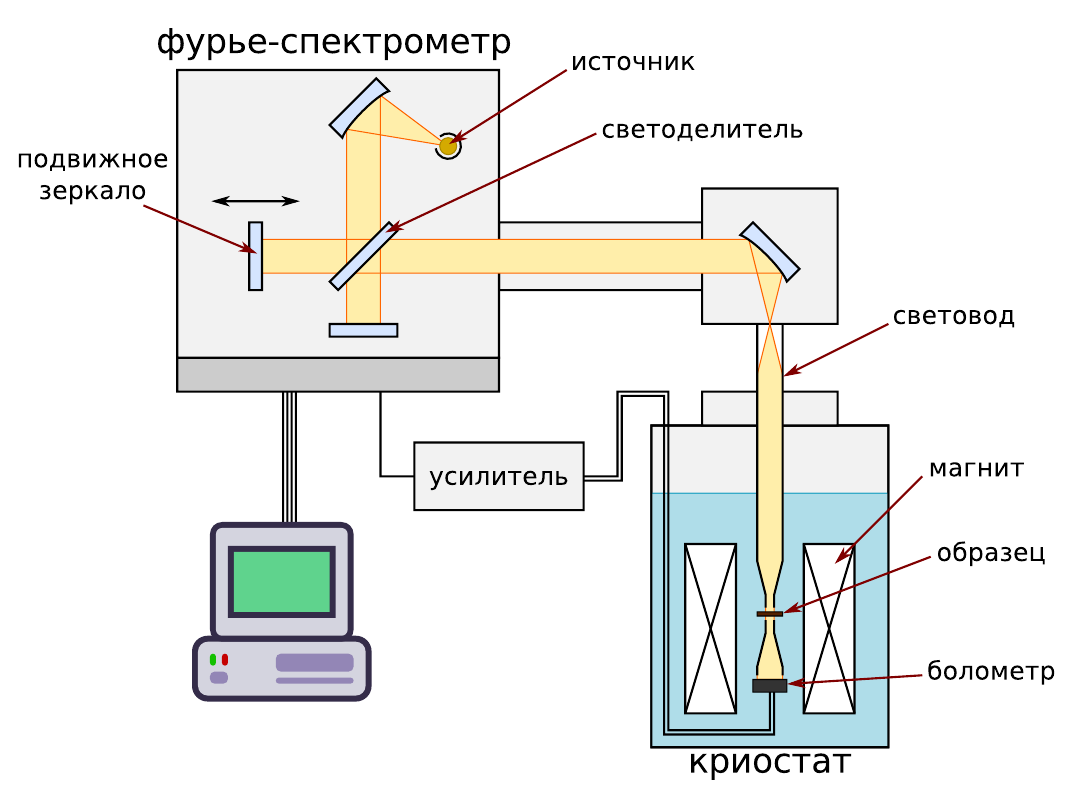 фурье-спектрометр
источник
светоделитель
подвижное
зеркало
световод
усилитель
магнит
образец
болометр
криостат